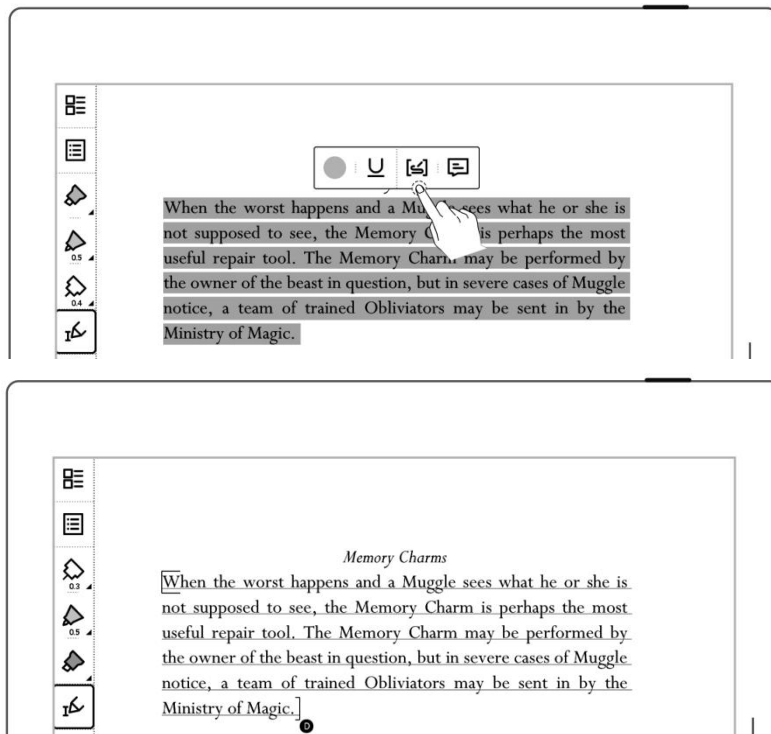 U
When the worst happens and a Muggle sees what he or she is
not supposed to see, the Memory is perhaps the most
useful repair tool. The Memory Charm may be performed by
0.5
the owner of the beast in question, but in severe cases of Muggle
0.4
notice, a team of trained Obliviators may be sent in by the
Ministry of Magic.
Memory Charms
When the worst happens and a Muggle sees what he or she is
0.3
not supposed to see, the Memory Charm is perhaps the most
useful repair tool. The Memory Charm may be performed by
0.5
the owner of the beast in question, but in severe cases of Muggle
notice, a team of trained Obliviators may be sent in by the
Ministry of Magic.]
D